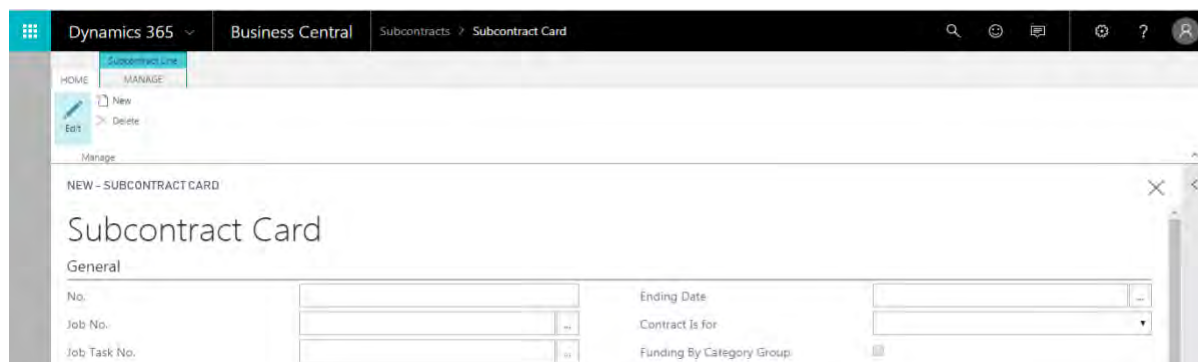 Dynamics 365 Business Central Subcontracts > Subcontract Card ?
Subcontract Line
HOME MANAGE
New
Edit Delete
Manage
NEW - SUBCONTRACT CARD
Subcontract Card
General
No. Ending Date ...
Job No. ... Contract Is for
Job Task No. ... Funding By Category Group